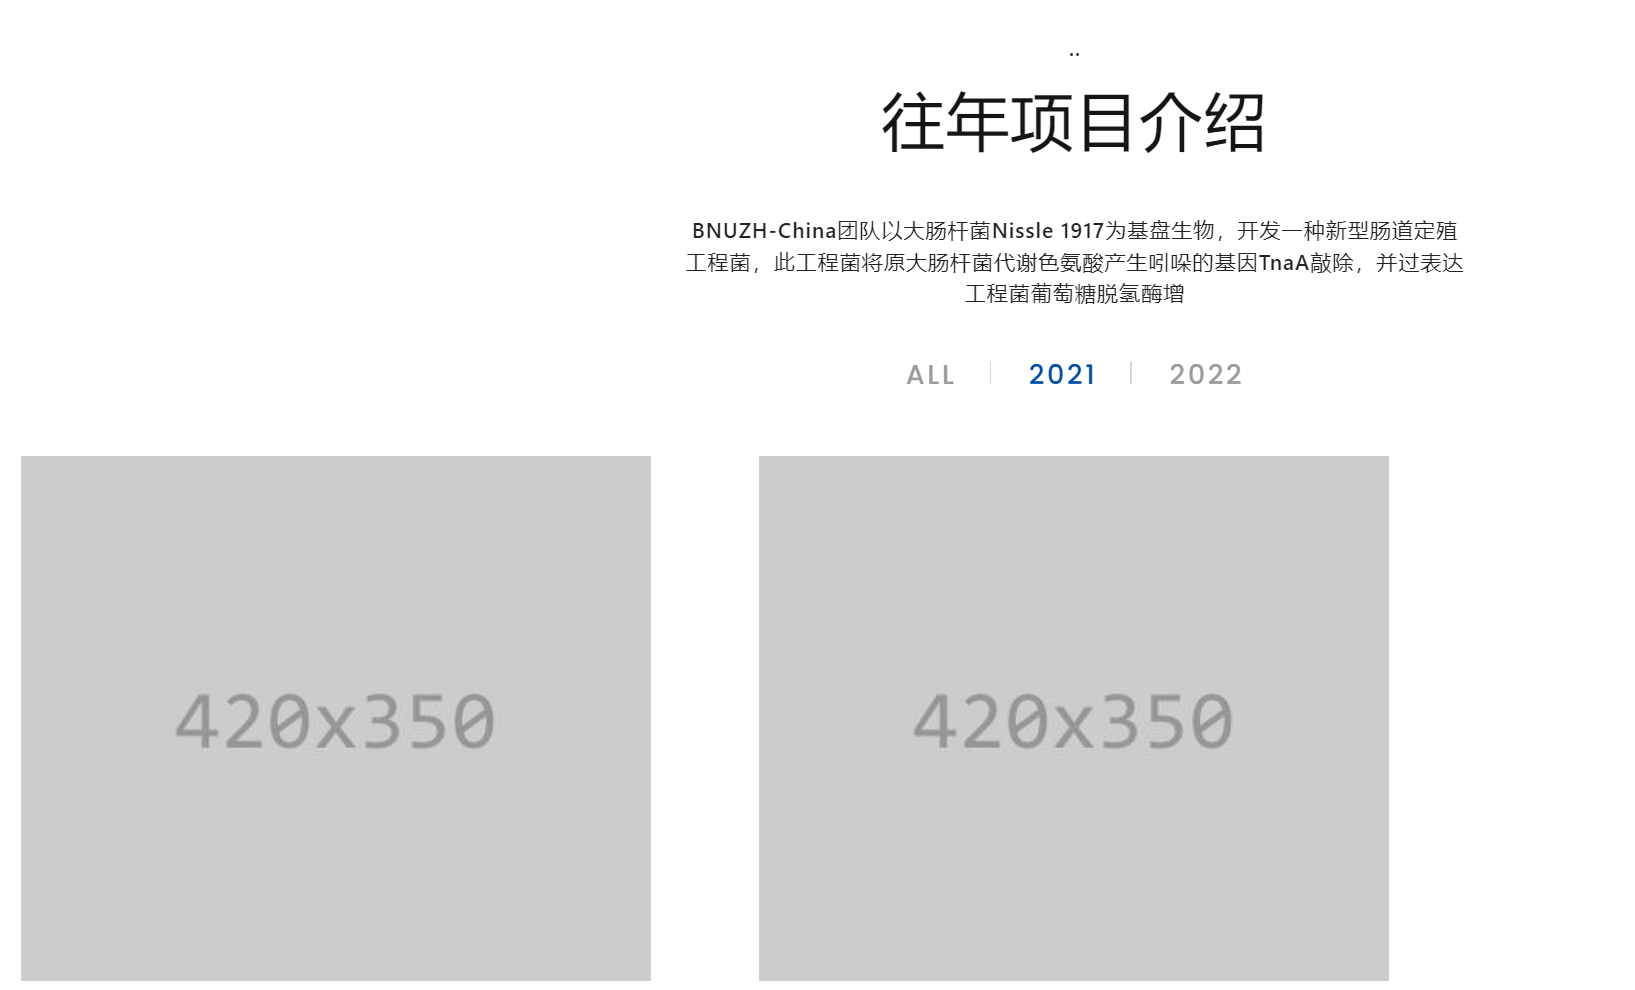 ..
往年项目介绍
BNUZH-China团队以大肠杆菌Nissle 1917为基盘生物，开发一种新型肠道定殖
工程菌，此工程菌将原大肠杆菌代谢色氨酸产生吲哚的基因TnaA敲除，并过表达
工程菌葡萄糖脱氢酶增
ALL 2021 2022
420x350 420x350